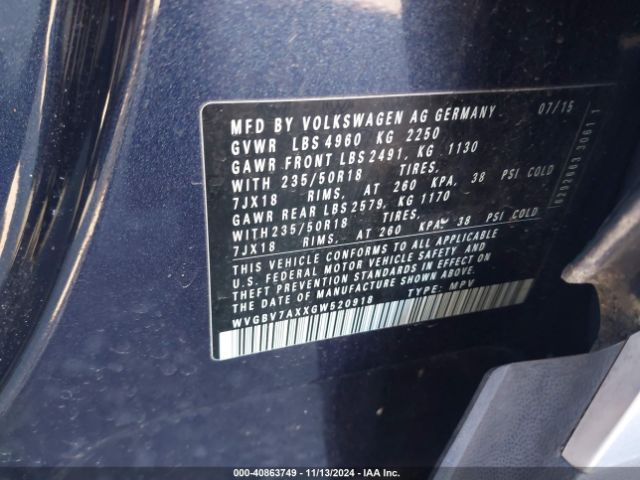 MFD BY VOLKSWAGEN AG GERMANY 07/15
GVWR LBS 4960 KG 2250
GAWR FRONT LBS 2491, KG 1130
WITH 235/50R18 TIRES,
7JX18 RIMS, AT 260 KPA, 38 PSI COLD
GAWR REAR LBS 2579, KG 1170
WITH 235/50R18 TIRES,
7JX18 RIMS, AT 260 KPA, 38 PSI COLD
THIS VEHICLE CONFORMS TO ALL APPLICABLE
U.S. FEDERAL MOTOR VEHICLE SAFETY AND
THEFT PREVENTION STANDARDS IN EFFECT ON
THE DATE OF MANUFACTURE SHOWN ABOVE.
WVGBV7AXXGW520918 TYPE: MPV
000-40863749 - 11/13/2024 - IAA Inc.